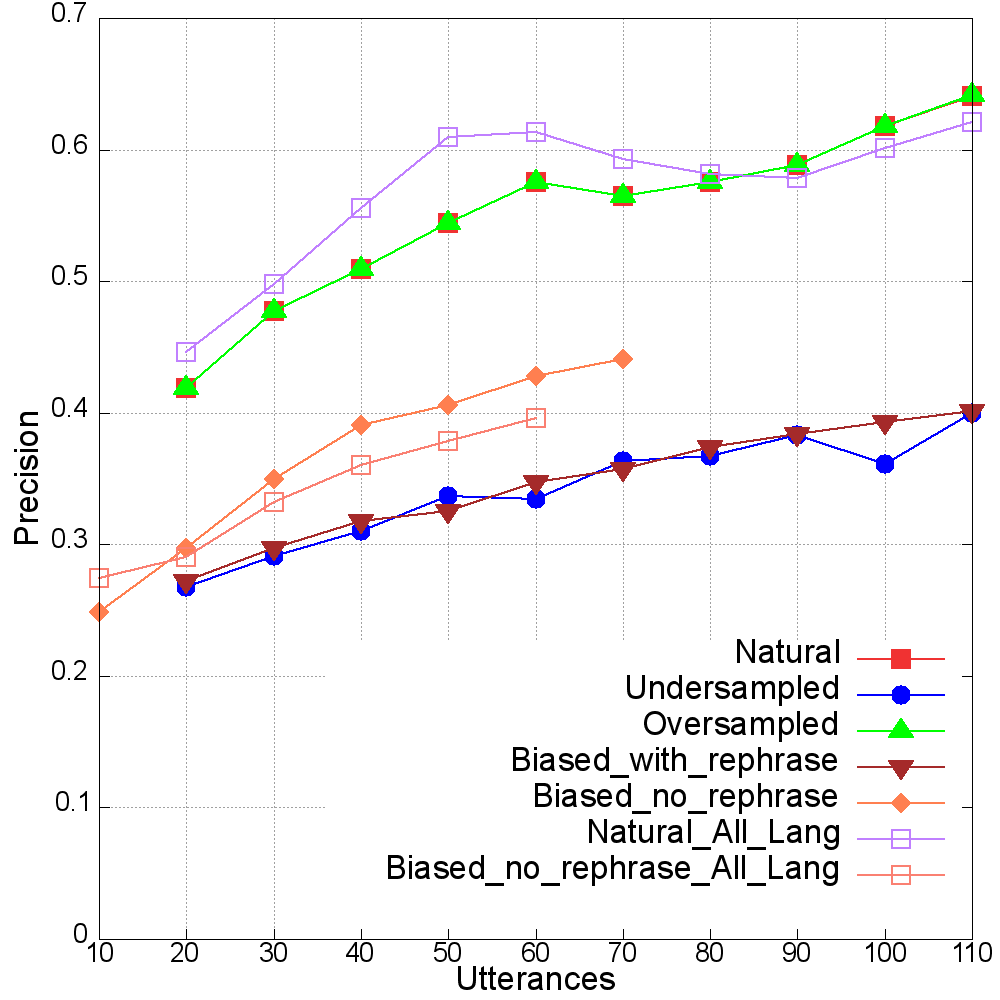 0.7
0.6
0.5
0.4
0.3
0.2
0.1
0
Precision
Natural
Undersampled
Oversampled
Biased_with_rephrase
Biased_no_rephrase
Natural_All_Lang
Biased_no_rephrase_All_Lang
10 20 30 40 50 60 70 80 90 100 110
Utterances